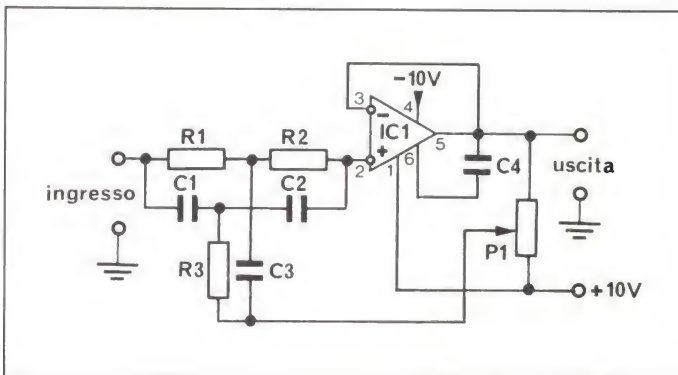 -10V
3
4
IC1
-
+
5
2
1
6
R1
R2
C4
uscita
ingresso
C1
C2
P1
R3
C3
+10V